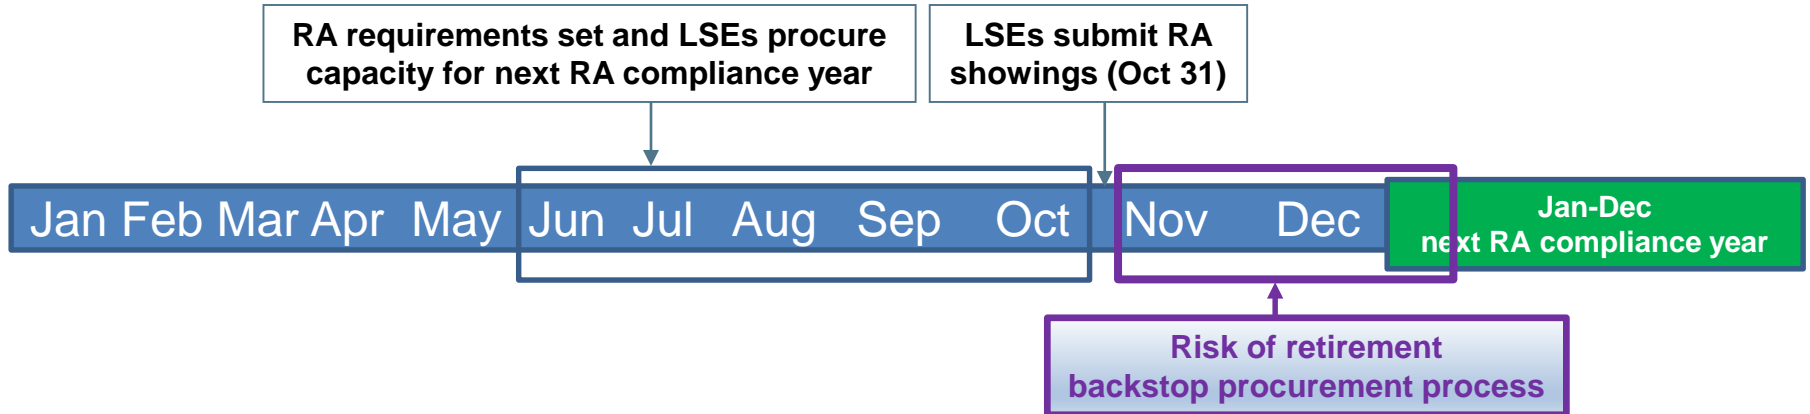 RA requirements set and LSEs procure
capacity for next RA compliance year
LSEs submit RA
showings (Oct 31)
Jan Feb Mar Apr May Jun Jul Aug Sep Oct Nov Dec
Jan-Dec
next RA compliance year
Risk of retirement
backstop procurement process